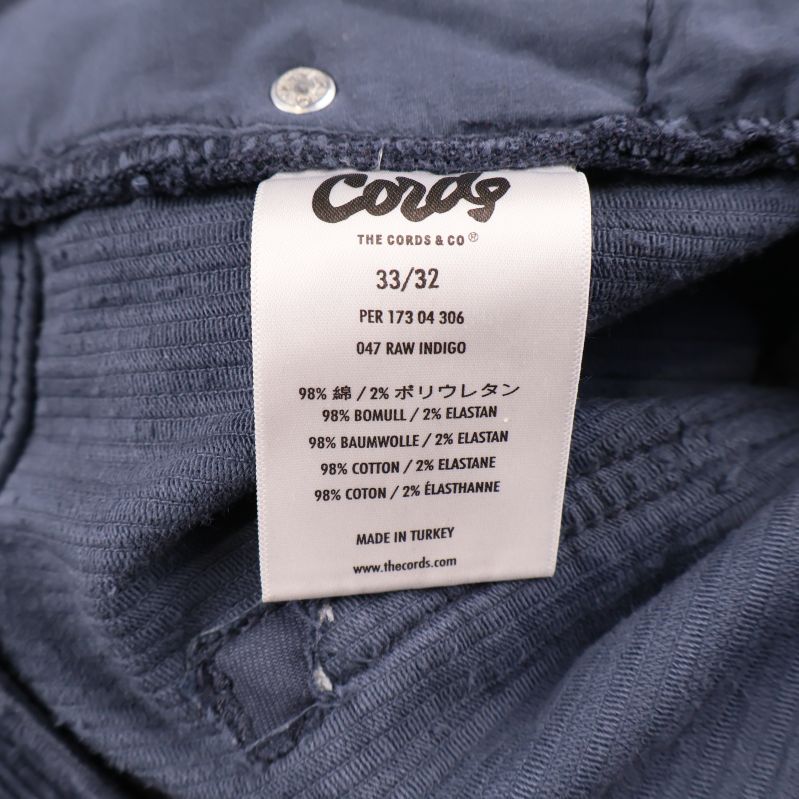 Cords
THE CORDS & CO ®
33/32
PER 173 04 306
047 RAW INDIGO
98% 綿 / 2% ポリウレタン
98% BOMULL / 2% ELASTAN
98% BAUMWOLLE / 2% ELASTAN
98% COTTON / 2% ELASTANE
98% COTON / 2% ÉLASTHANNE
MADE IN TURKEY
www.thecords.com